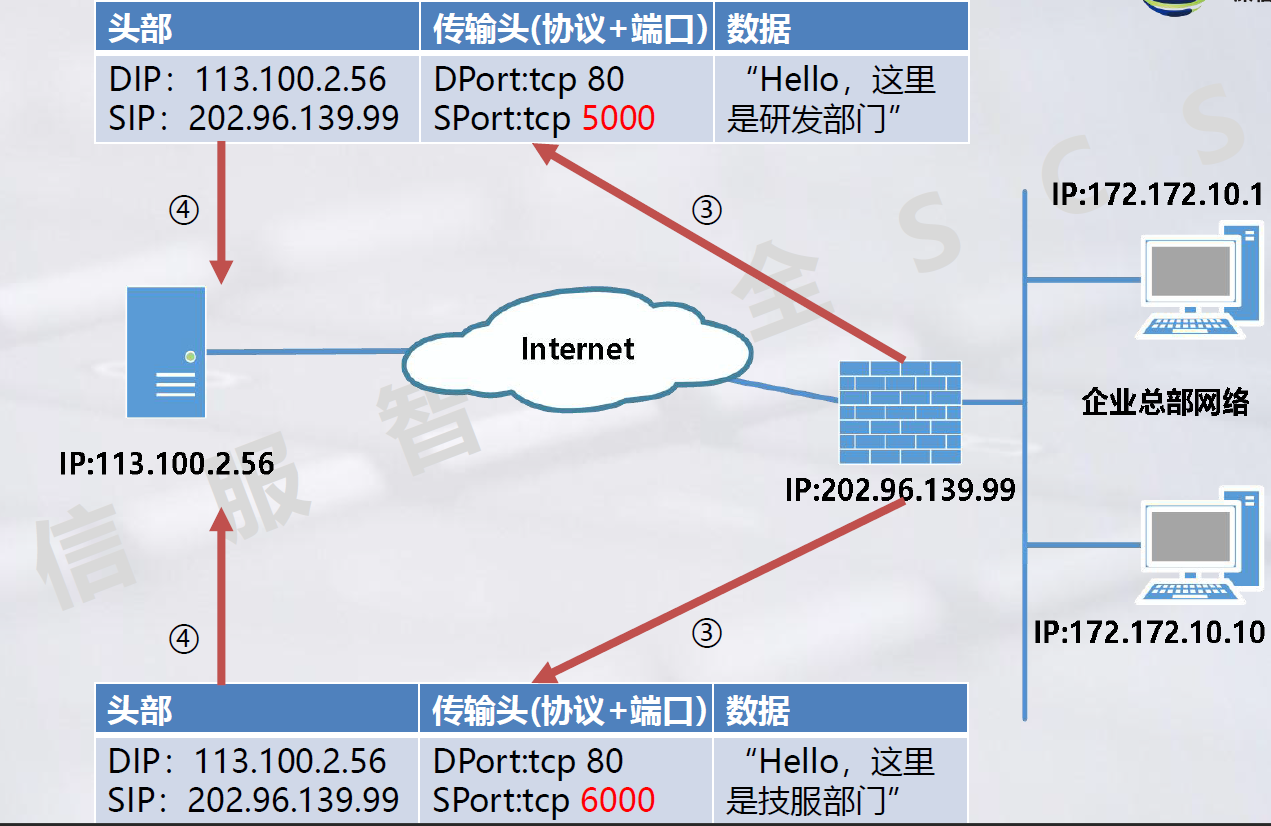 头部 传输头(协议+端口) 数据
DIP：113.100.2.56 DPort:tcp 80 “Hello，这里
SIP：202.96.139.99 SPort:tcp 5000 是研发部门”
④ ③
IP:172.172.10.1
Internet
企业总部网络
IP:113.100.2.56
IP:202.96.139.99
IP:172.172.10.10
④ ③
头部 传输头(协议+端口) 数据
DIP：113.100.2.56 DPort:tcp 80 “Hello，这里
SIP：202.96.139.99 SPort:tcp 6000 是技服部门”
信服智 全 S C S